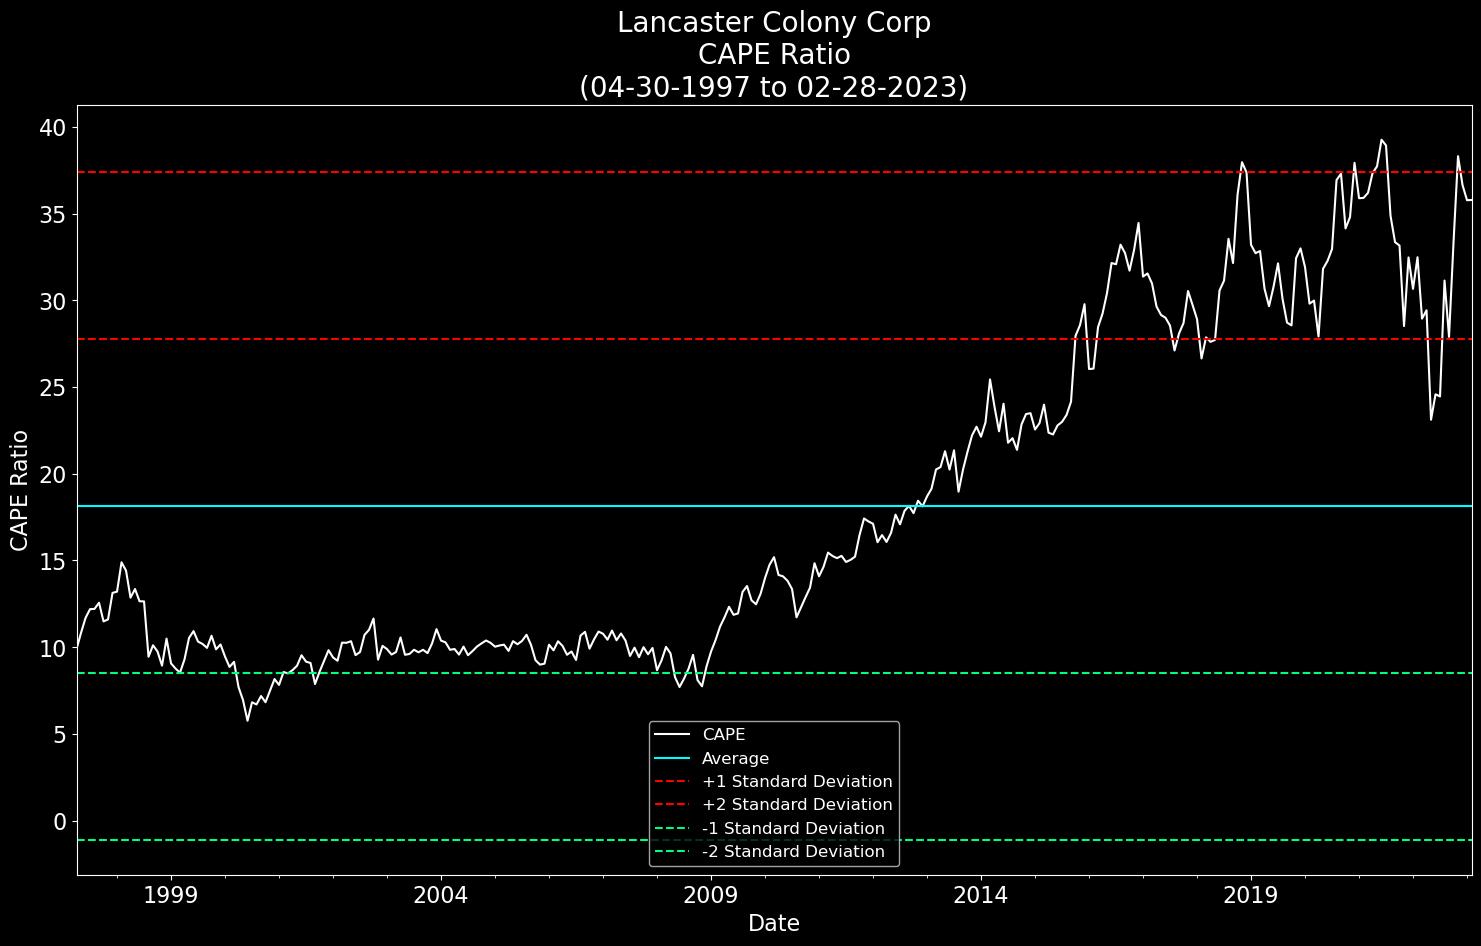 Lancaster Colony Corp
CAPE Ratio
(04-30-1997 to 02-28-2023)
40
35
30
25
20
15
10
5
0
CAPE Ratio
CAPE
Average
+1 Standard Deviation
+2 Standard Deviation
-1 Standard Deviation
-2 Standard Deviation
1999 2004 2009 2014 2019
Date